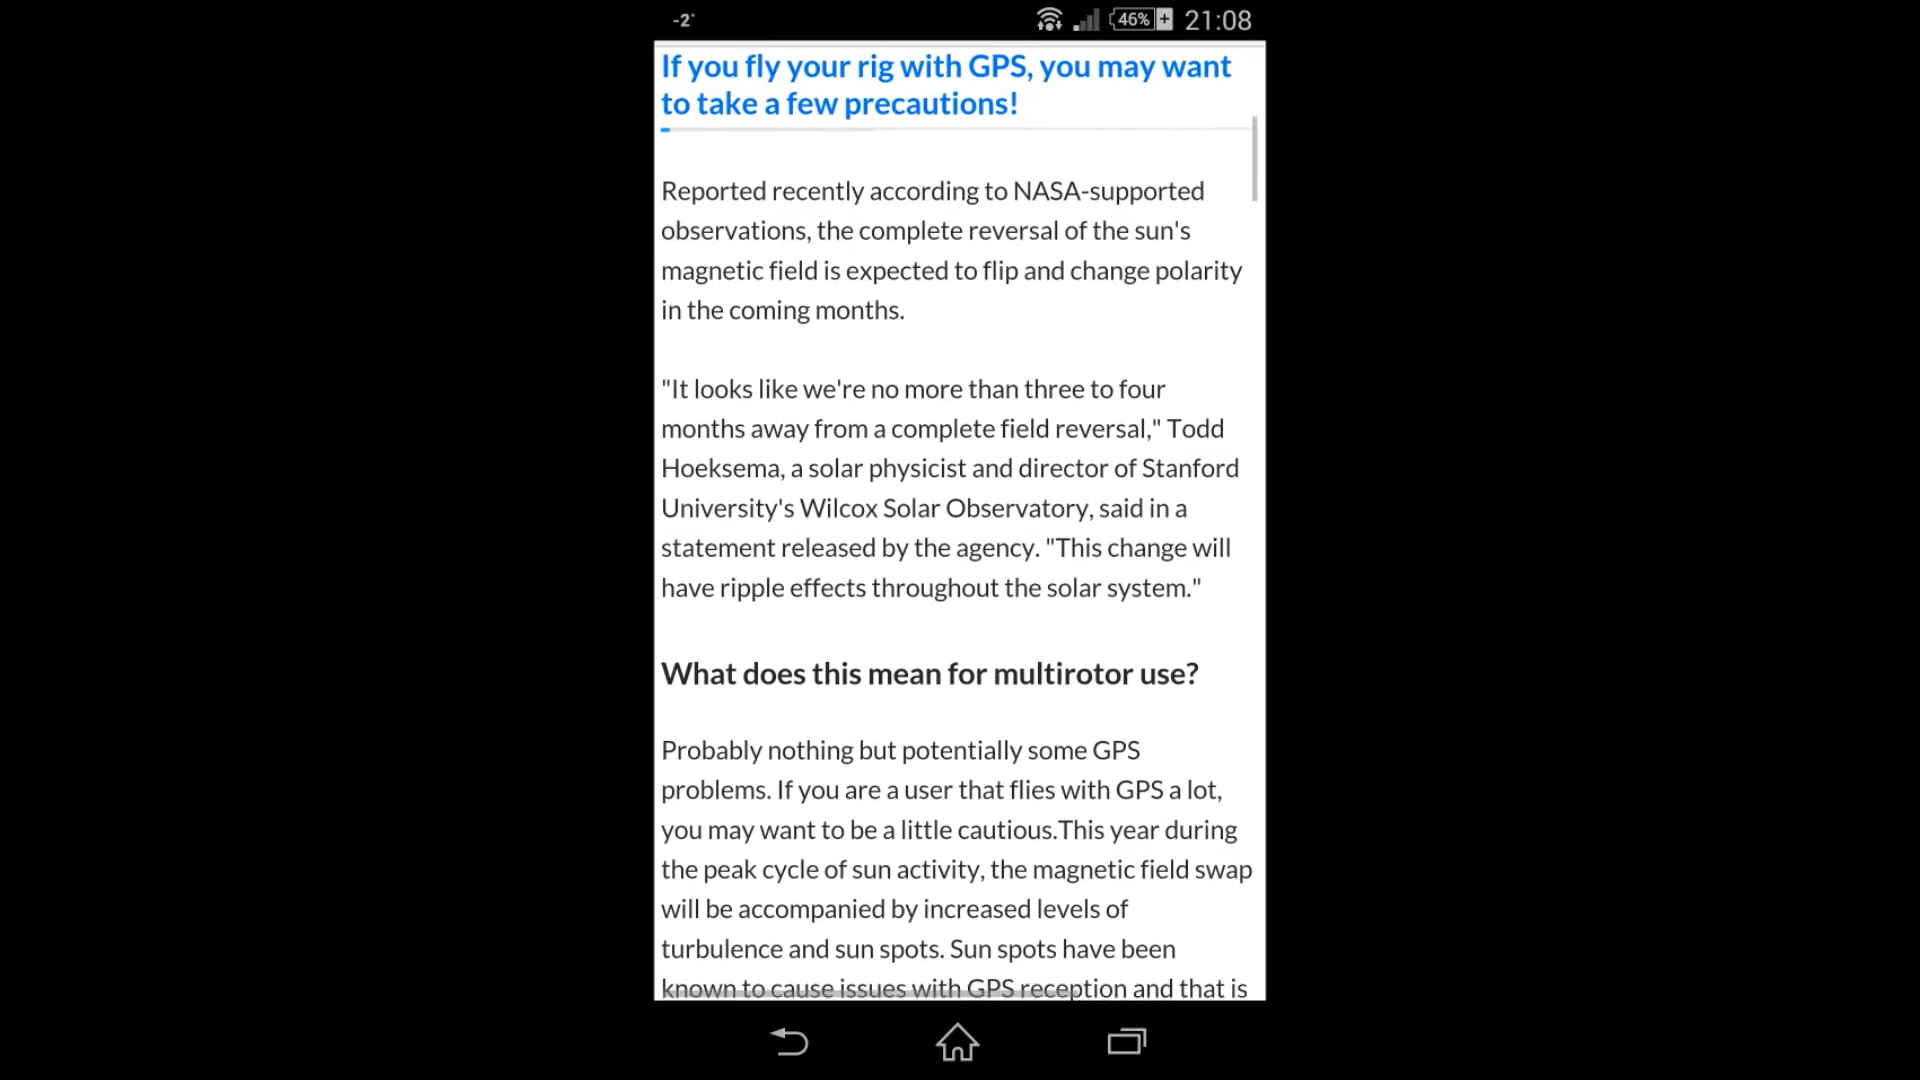 -2°
46%
21:08
If you fly your rig with GPS, you may want
to take a few precautions!
Reported recently according to NASA-supported
observations, the complete reversal of the sun's
magnetic field is expected to flip and change polarity
in the coming months.
"It looks like we're no more than three to four
months away from a complete field reversal," Todd
Hoeksema, a solar physicist and director of Stanford
University's Wilcox Solar Observatory, said in a
statement released by the agency. "This change will
have ripple effects throughout the solar system."
What does this mean for multirotor use?
Probably nothing but potentially some GPS
problems. If you are a user that flies with GPS a lot,
you may want to be a little cautious.This year during
the peak cycle of sun activity, the magnetic field swap
will be accompanied by increased levels of
turbulence and sun spots. Sun spots have been
known to cause issues with GPS reception and that is